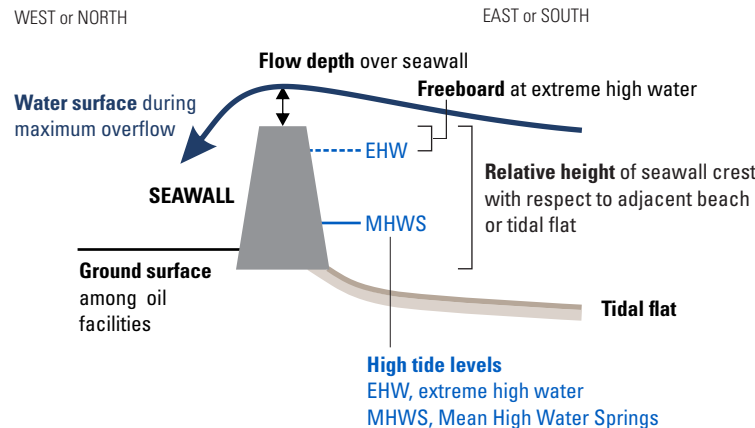 WEST or NORTH
EAST or SOUTH
Flow depth over seawall
Freeboard at extreme high water
Water surface during
maximum overflow
EHW
Relative height of seawall crest
with respect to adjacent beach
or tidal flat
SEAWALL
MHWS
Ground surface
among oil
facilities
Tidal flat
High tide levels
EHW, extreme high water
MHWS, Mean High Water Springs